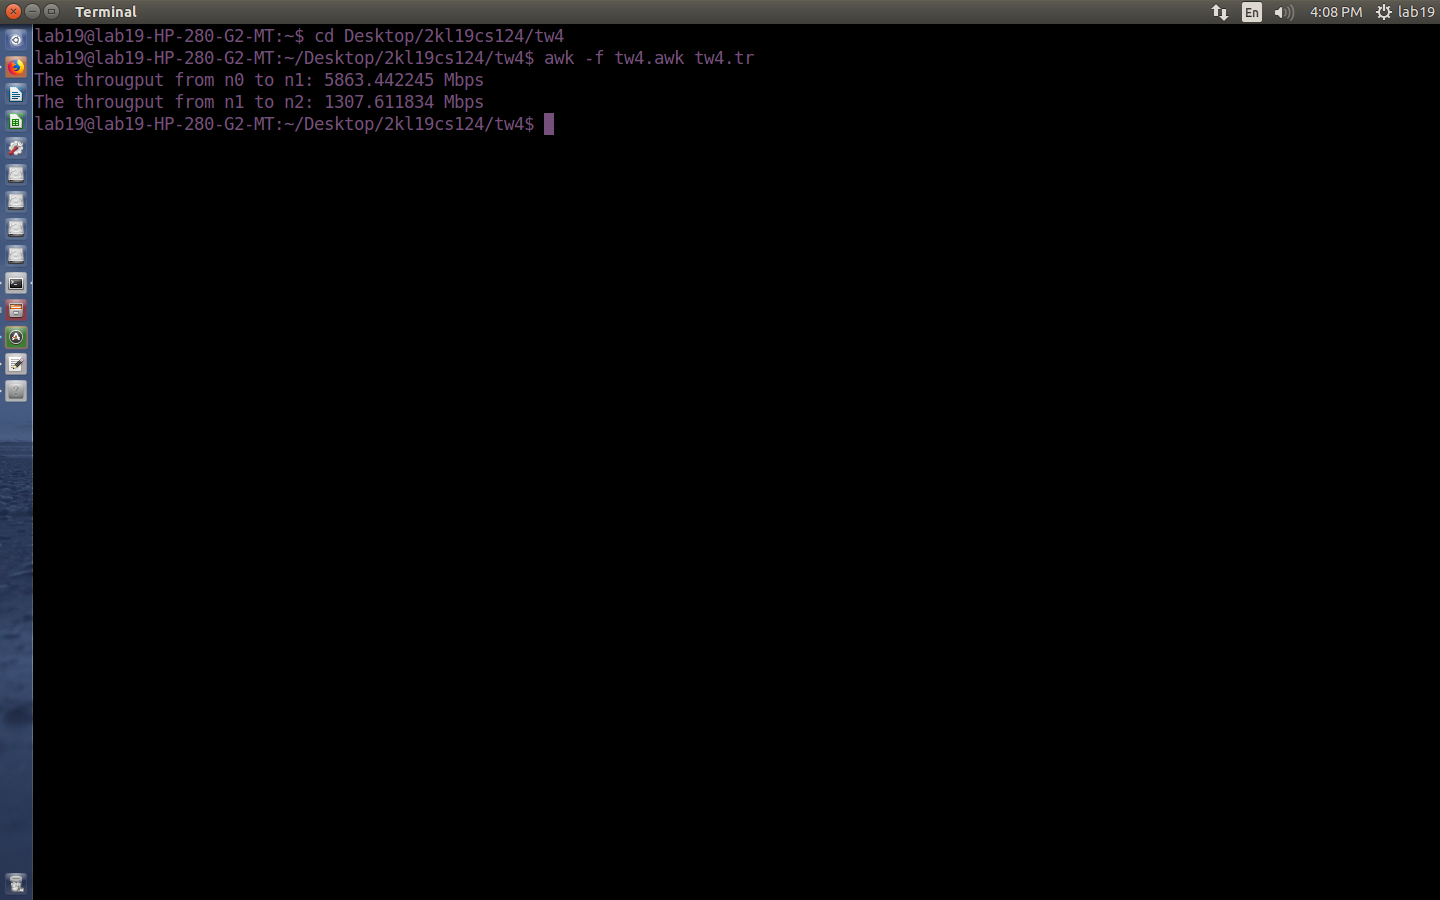 Terminal
En
4:08 PM
lab19
lab19@lab19-HP-280-G2-MT:~$ cd Desktop/2kl19cs124/tw4
lab19@lab19-HP-280-G2-MT:~/Desktop/2kl19cs124/tw4$ awk -f tw4.awk tw4.tr
The througput from n0 to n1: 5863.442245 Mbps
The througput from n1 to n2: 1307.611834 Mbps
lab19@lab19-HP-280-G2-MT:~/Desktop/2kl19cs124/tw4$